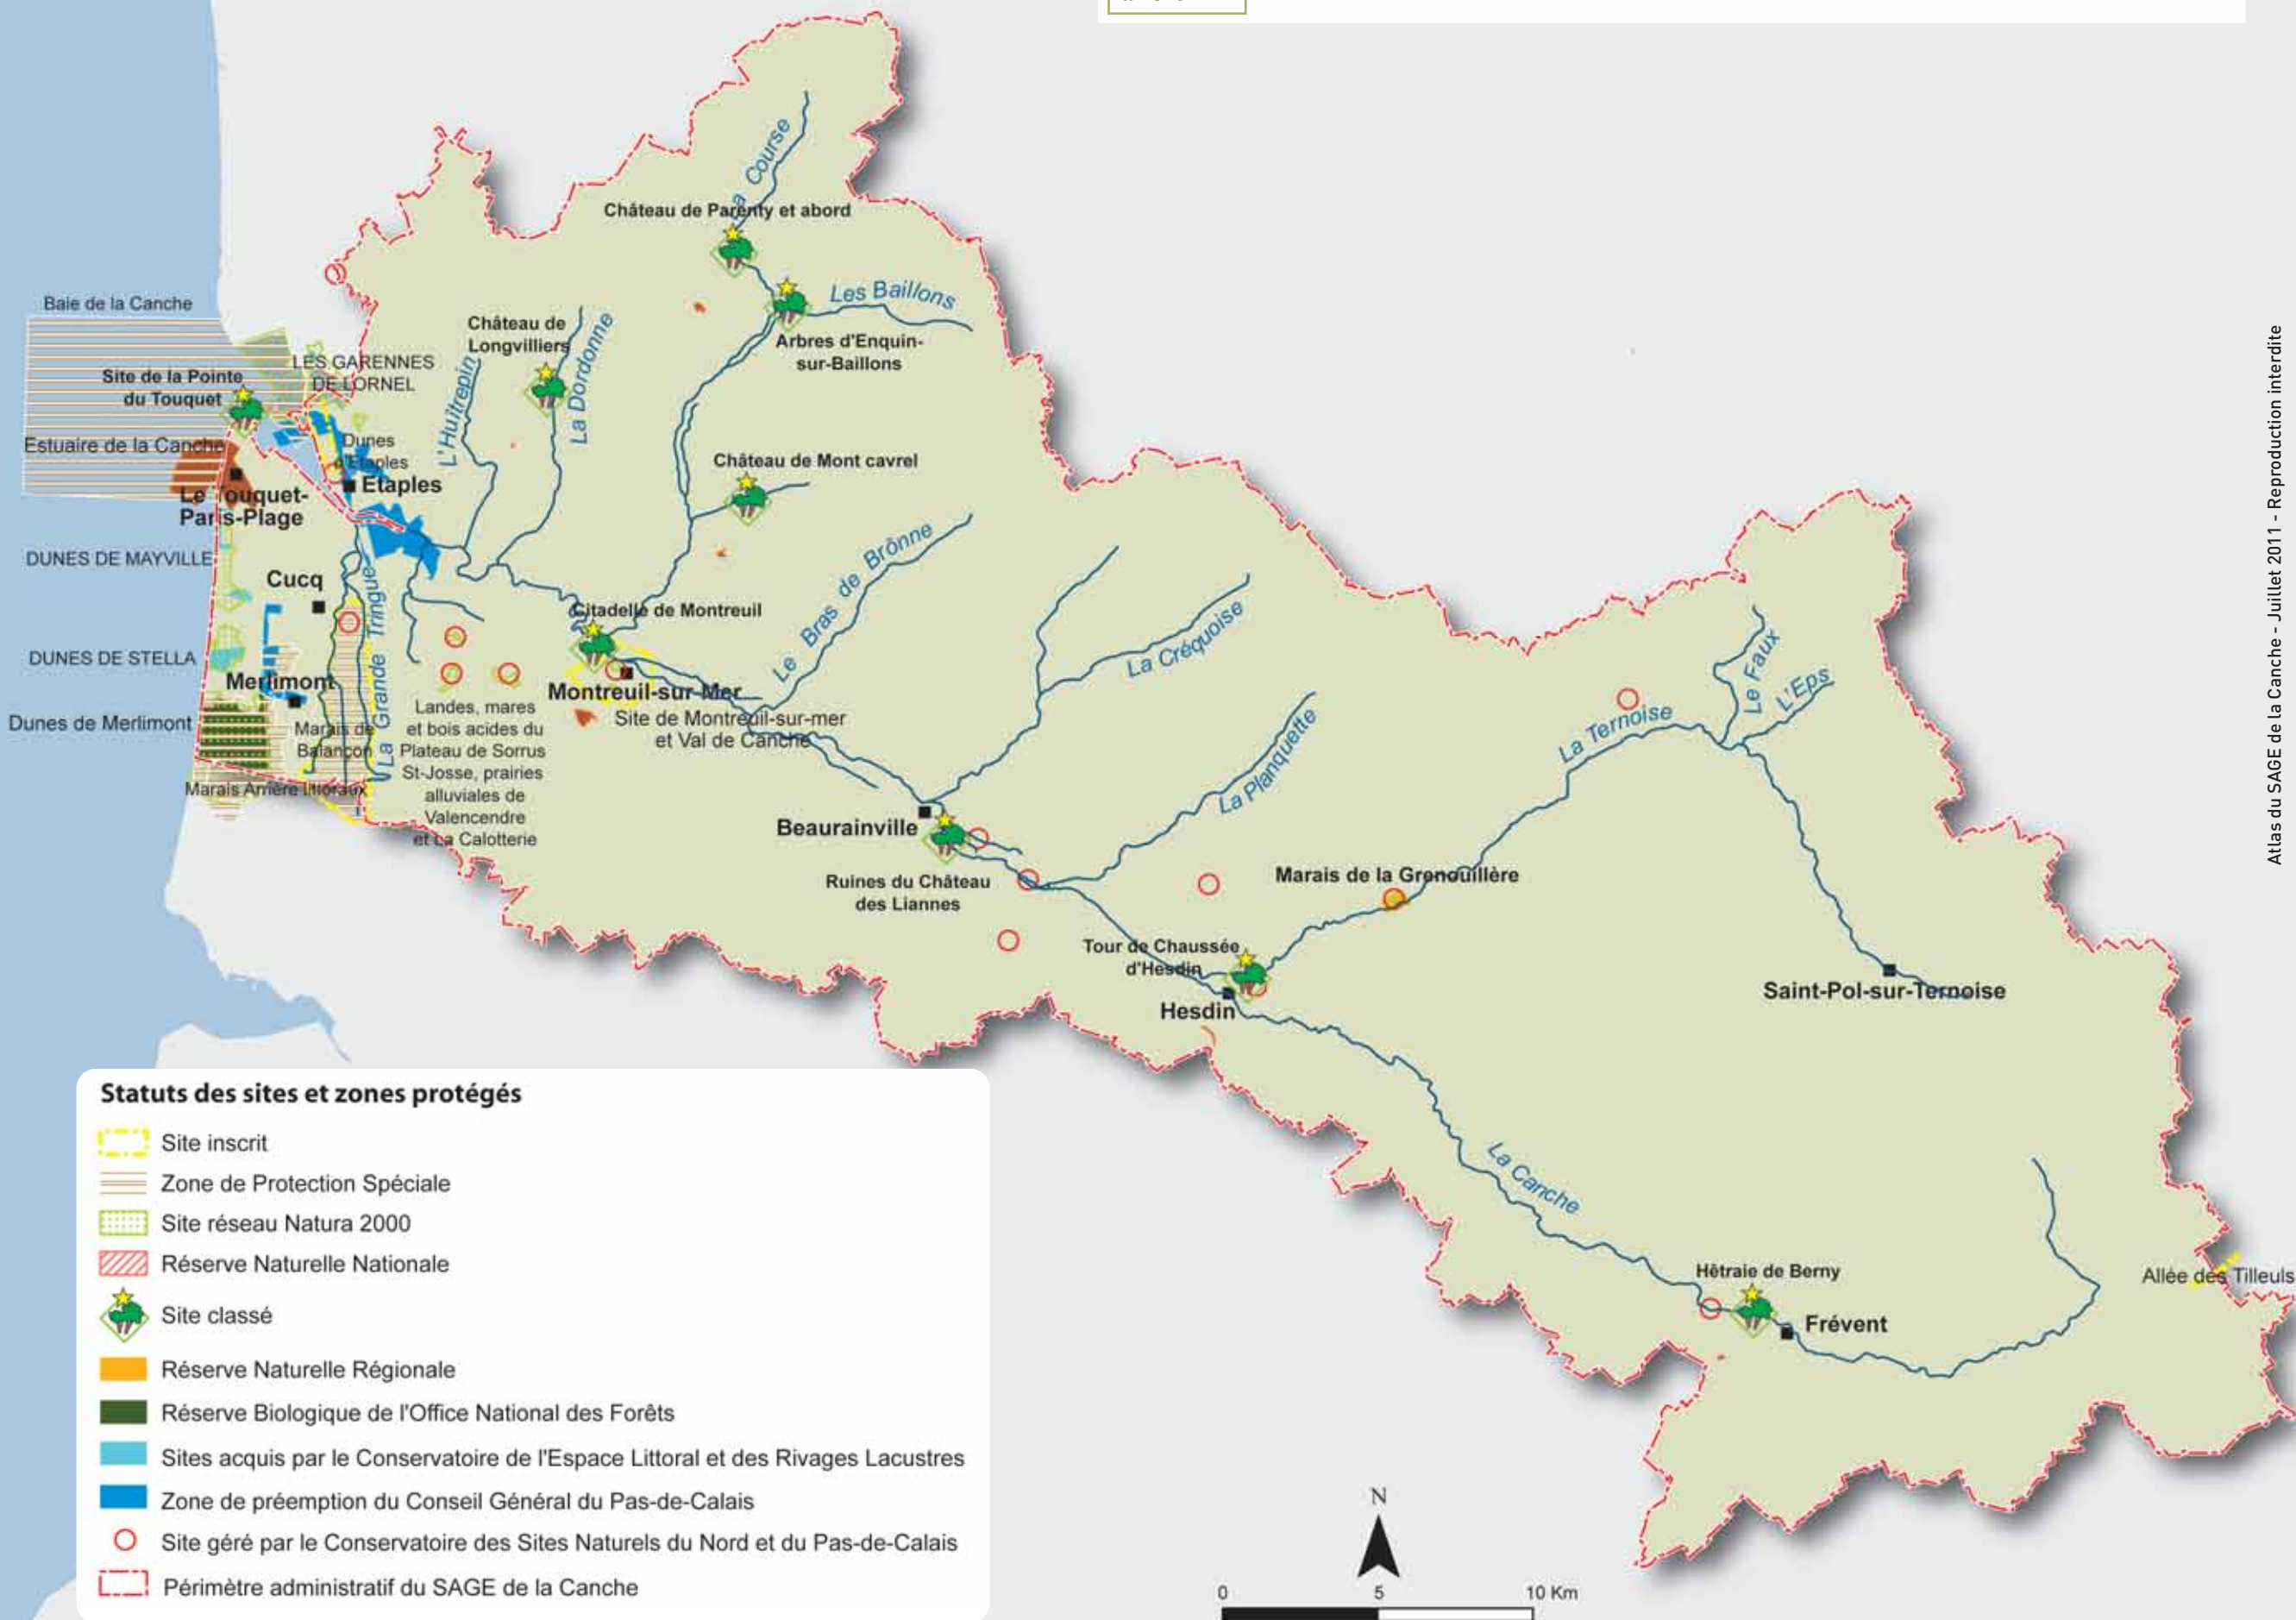 La Course
Château de Parenty et abord
Les Baillons
Arbres d'Enquin-
sur-Baillons
Baie de la Canche
Château de
Longvilliers
La Dordonne
L'Huîtrepin
LES GARENNES
DE LORNEL
Site de la Pointe
du Touquet
Estuaire de la Canche
Dunes
d'Etaples
Etaples
Le Touquet-
Paris-Plage
Château de Mont cavrel
DUNES DE MAYVILLE
Cucq
La Grande Tringue
Citadelle de Montreuil
Le Bras de Brônne
La Créquoise
DUNES DE STELLA
Merlimont
Montreuil-sur-Mer
Site de Montreuil-sur-mer
et Val de Canche
Dunes de Merlimont
Marais de
Balançon
Marais Arrière littoraux
Landes, mares
et bois acides du
Plateau de Sorrus
St-Josse, prairies
alluviales de
Valencendre
et La Calotterie
La Planquette
La Ternoise
Le Faux
L'Eps
Beaurainville
Ruines du Château
des Liannes
Marais de la Grenouillère
Tour de Chaussée
d'Hesdin
Hesdin
Saint-Pol-sur-Ternoise
La Canche
Hêtraie de Berny
Frévent
Allée des Tilleuls
Statuts des sites et zones protégés
Site inscrit
Zone de Protection Spéciale
Site réseau Natura 2000
Réserve Naturelle Nationale
Site classé
Réserve Naturelle Régionale
Réserve Biologique de l'Office National des Forêts
Sites acquis par le Conservatoire de l'Espace Littoral et des Rivages Lacustres
Zone de préemption du Conseil Général du Pas-de-Calais
Site géré par le Conservatoire des Sites Naturels du Nord et du Pas-de-Calais
Périmètre administratif du SAGE de la Canche
N
0 5 10 Km
Atlas du SAGE de la Canche - Juillet 2011 - Reproduction interdite